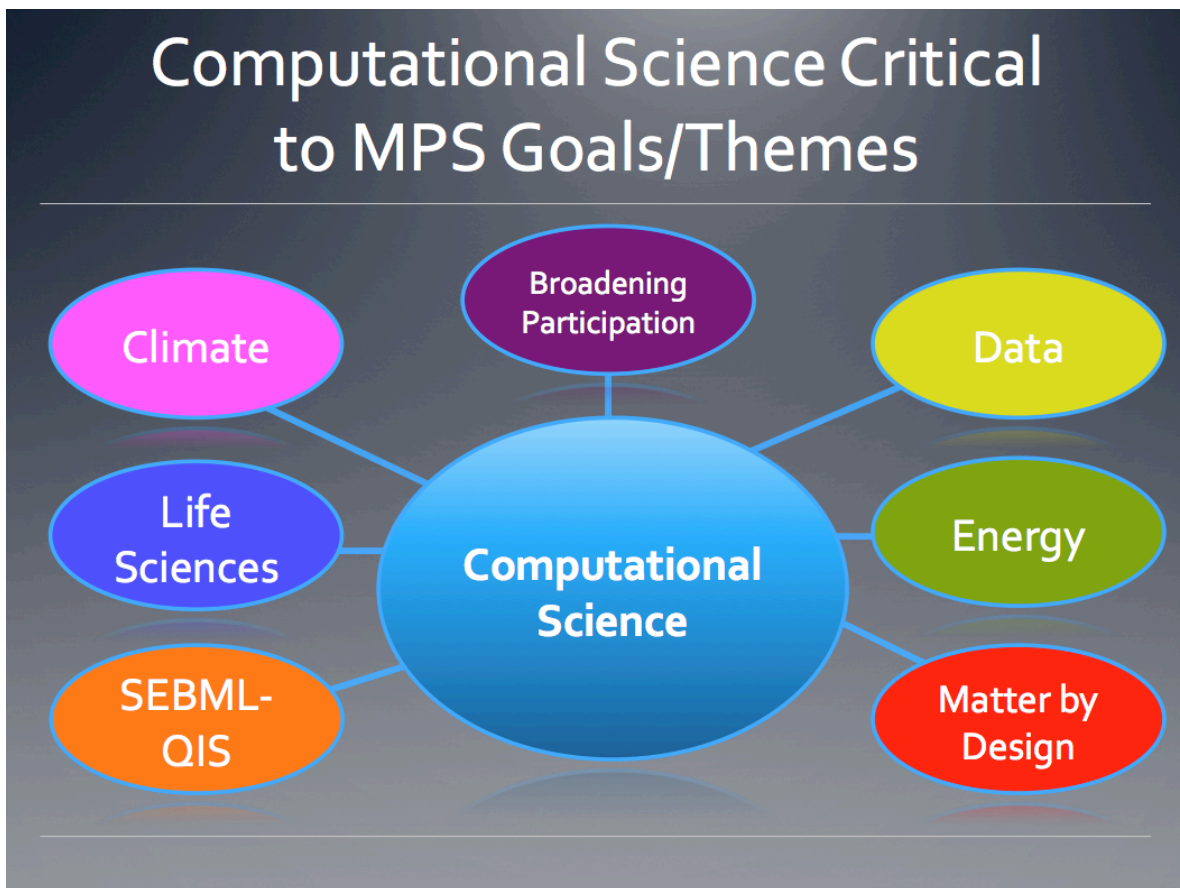 Computational Science Critical
to MPS Goals/Themes
Broadening
Participation
Climate
Data
Life
Sciences
Computational
Science
Energy
SEBML-
QIS
Matter by
Design